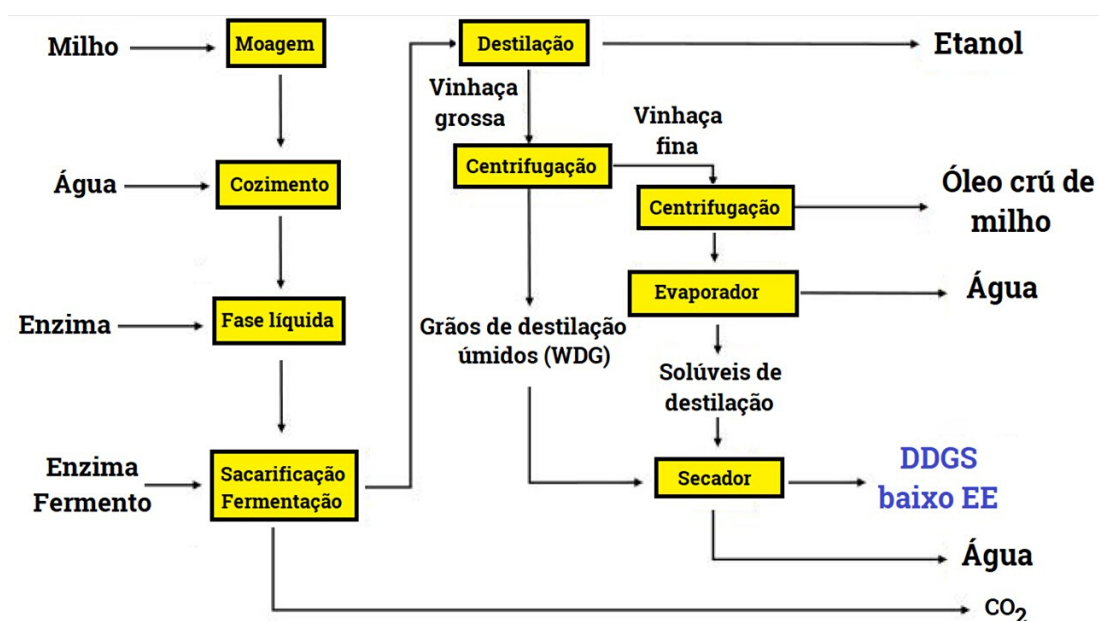 Milho
Moagem
Destilação
Etanol
Vinhaça
grossa
Vinhaça
fina
Centrifugação
Água
Cozimento
Centrifugação
Óleo crú de
milho
Evaporador
Água
Enzima
Fase líquida
Grãos de destilação
úmidos (WDG)
Solúveis de
destilação
Enzima
Fermento
Sacarificação
Fermentação
Secador
DDGS
baixo EE
Água
CO₂